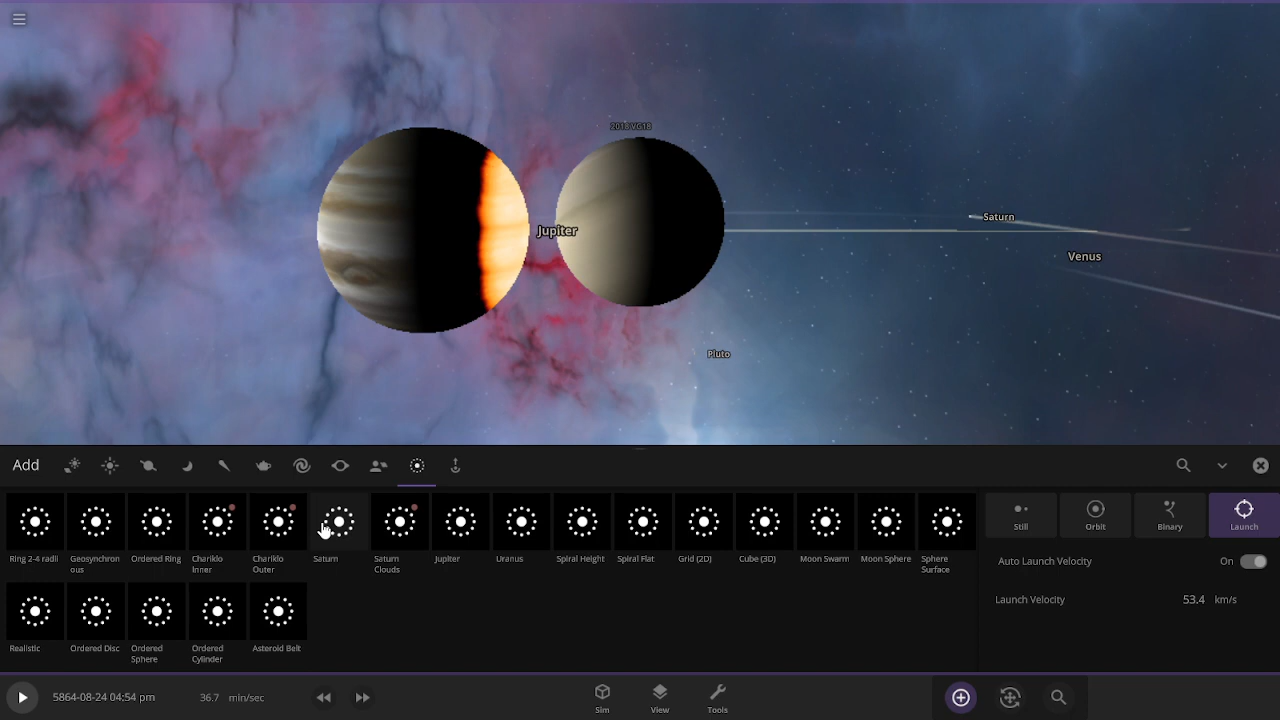 2018 VG18
Jupiter
Saturn
Venus
Pluto
Add
Ring 2-4 radii
Geosynchron
ous
Ordered Ring
Chariklo
Inner
Chariklo
Outer
Saturn
Saturn
Clouds
Jupiter
Uranus
Spiral Height
Spiral Flat
Grid (2D)
Cube (3D)
Moon Swarm
Moon Sphere
Sphere
Surface
Still
Orbit
Binary
Launch
Auto Launch Velocity
On
Launch Velocity
53.4 km/s
Realistic
Ordered Disc
Ordered
Sphere
Ordered
Cylinder
Asteroid Belt
5864-08-24 04:54 pm
36.7 min/sec
Sim
View
Tools